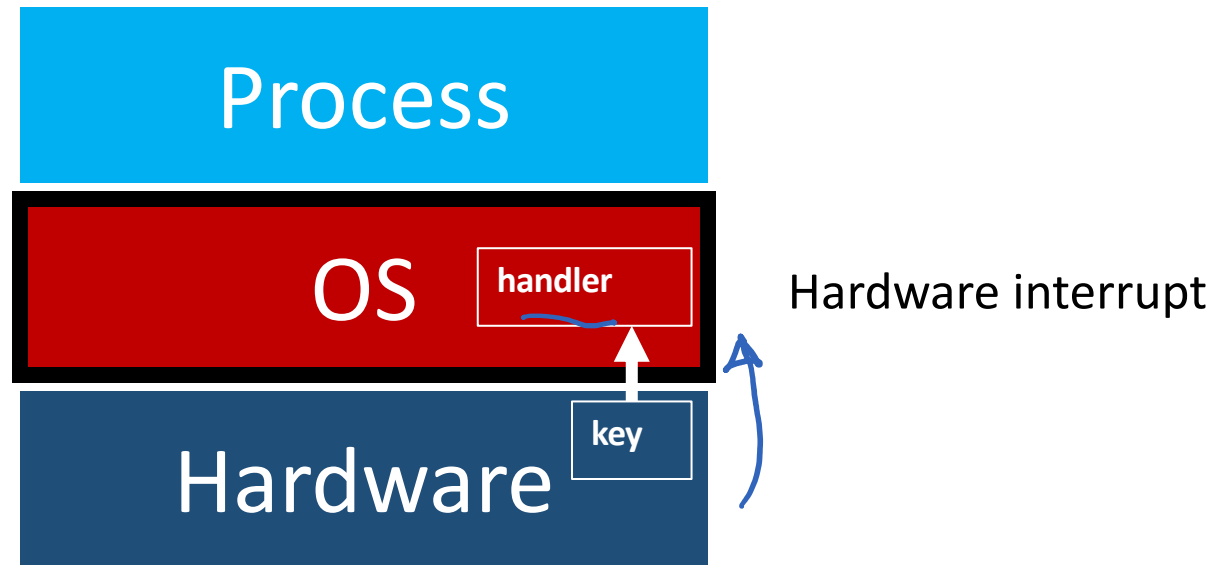 Process
OS
handler
Hardware interrupt
key
Hardware